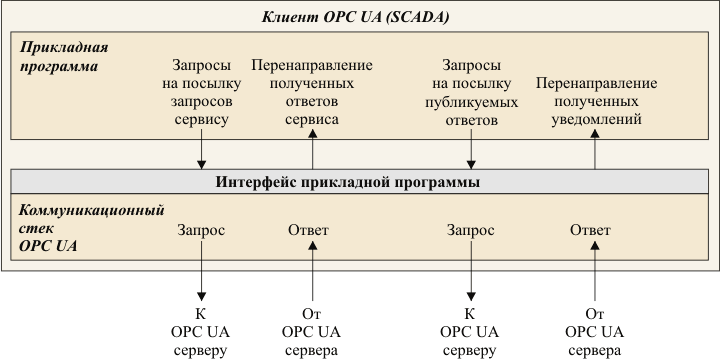 Клиент OPC UA (SCADA)
Прикладная
программа
Запросы
на посылку
запросов
сервису
Перенаправление
полученных
ответов
сервиса
Запросы
на посылку
публикуемых
ответов
Перенаправление
полученных
уведомлений
Интерфейс прикладной программы
Коммуникационный
стек
OPC UA
Запрос
Ответ
Запрос
Ответ
К
OPC UA
серверу
От
OPC UA
сервера
К
OPC UA
серверу
От
OPC UA
сервера